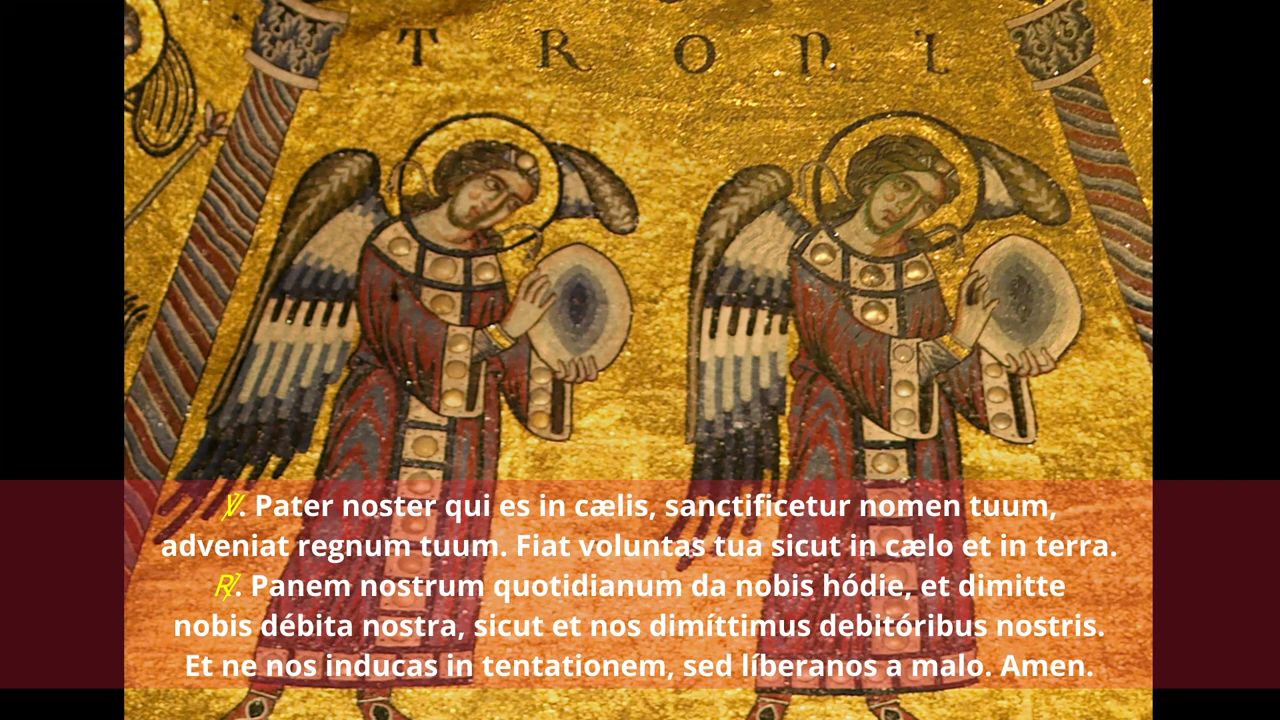 T R O N I
℣. Pater noster qui es in cælis, sanctificetur nomen tuum,
adveniat regnum tuum. Fiat voluntas tua sicut in cælo et in terra.
℟. Panem nostrum quotidianum da nobis hódie, et dimitte
nobis débita nostra, sicut et nos dimíttimus debitóribus nostris.
Et ne nos inducas in tentationem, sed líberanos a malo. Amen.